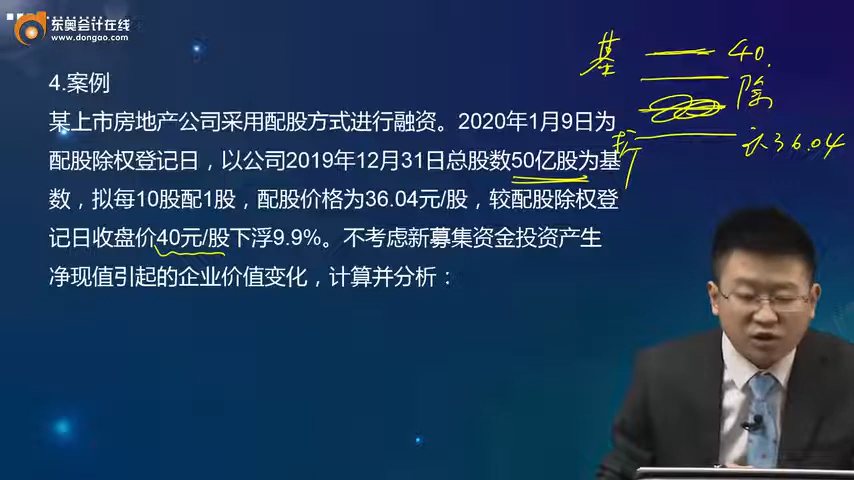 东奥会计在线
www.dongao.com
4.案例
某上市房地产公司采用配股方式进行融资。2020年1月9日为
配股除权登记日，以公司2019年12月31日总股数50亿股为基
数，拟每10股配1股，配股价格为36.04元/股，较配股除权登
记日收盘价40元/股下浮9.9%。不考虑新募集资金投资产生
净现值引起的企业价值变化，计算并分析：
基 40.
除
折 36.04